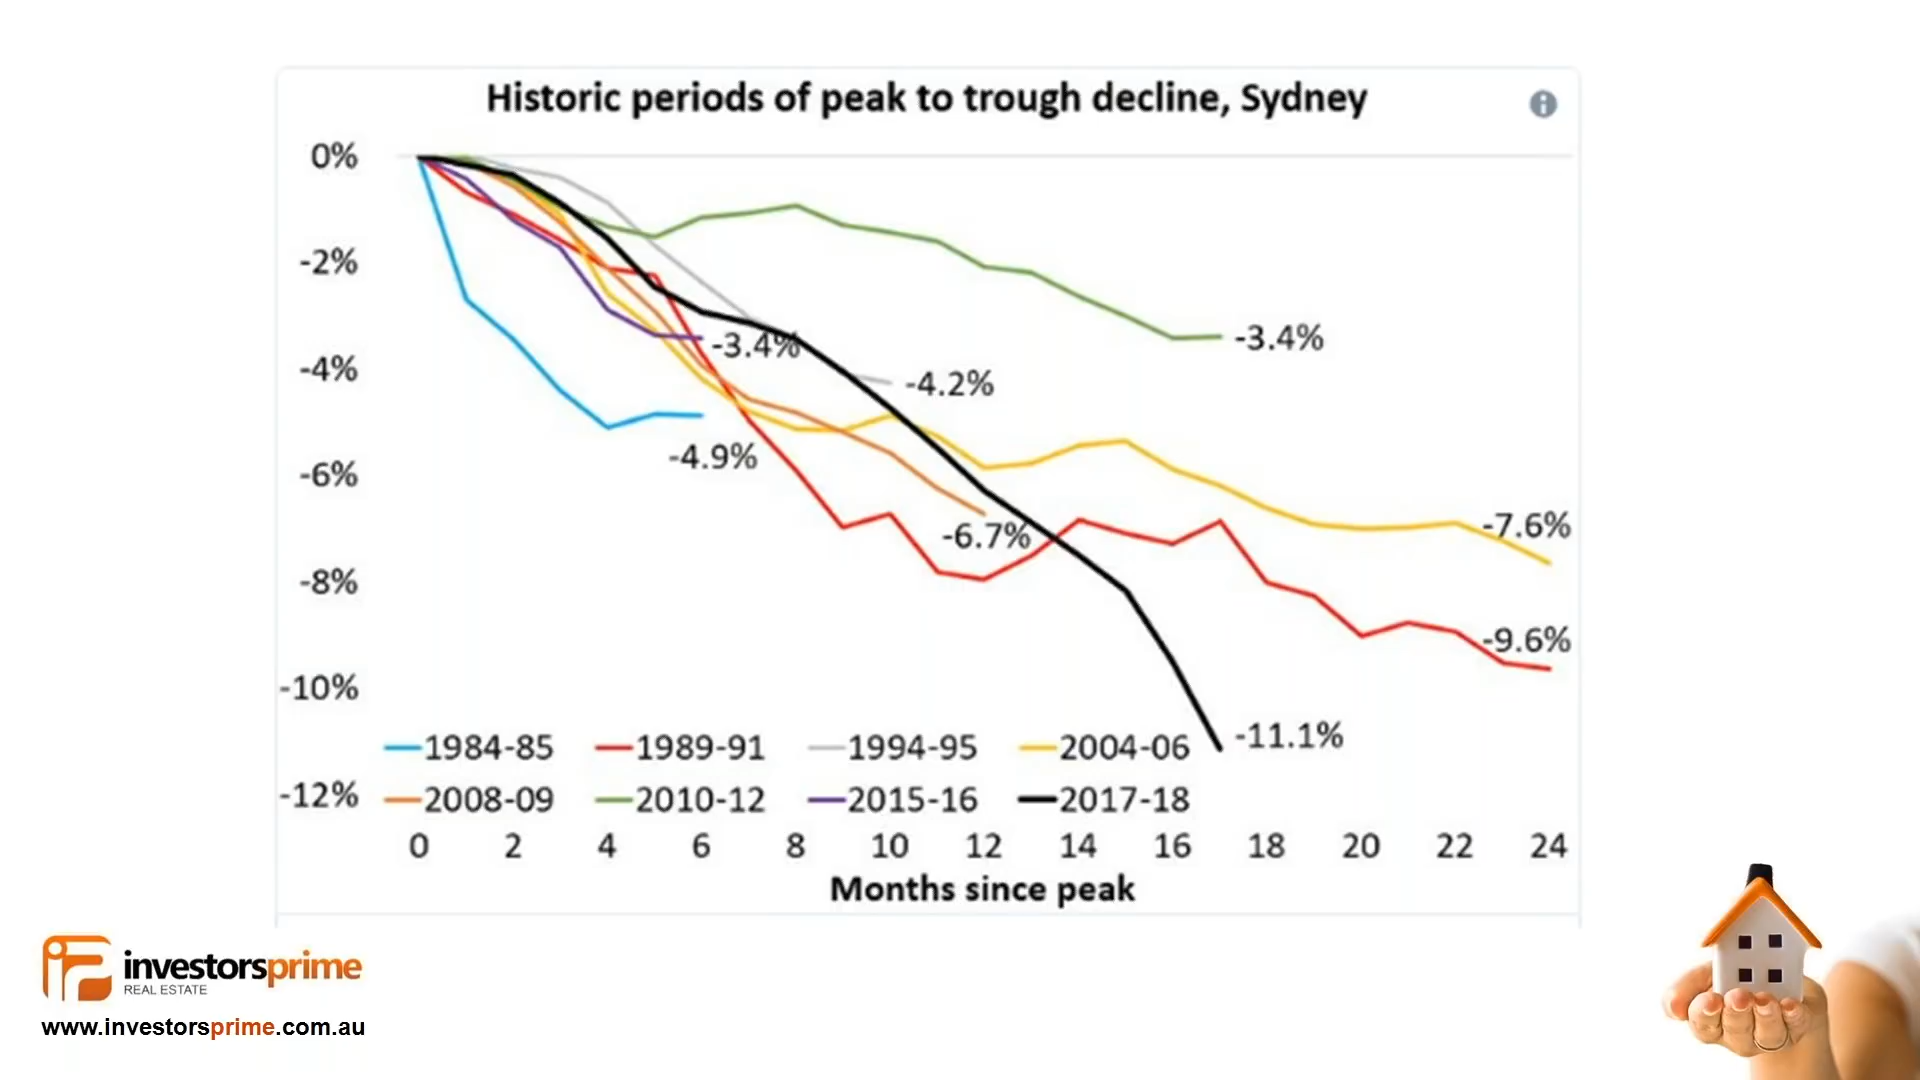 Historic periods of peak to trough decline, Sydney
0%
-2%
-4%
-6%
-8%
-10%
-12%
-3.4%
-3.4%
-4.2%
-4.9%
-6.7%
-7.6%
-9.6%
-11.1%
1984-85 1989-91 1994-95 2004-06
2008-09 2010-12 2015-16 2017-18
0 2 4 6 8 10 12 14 16 18 20 22 24
Months since peak
investorsprime
REAL ESTATE
www.investorsprime.com.au